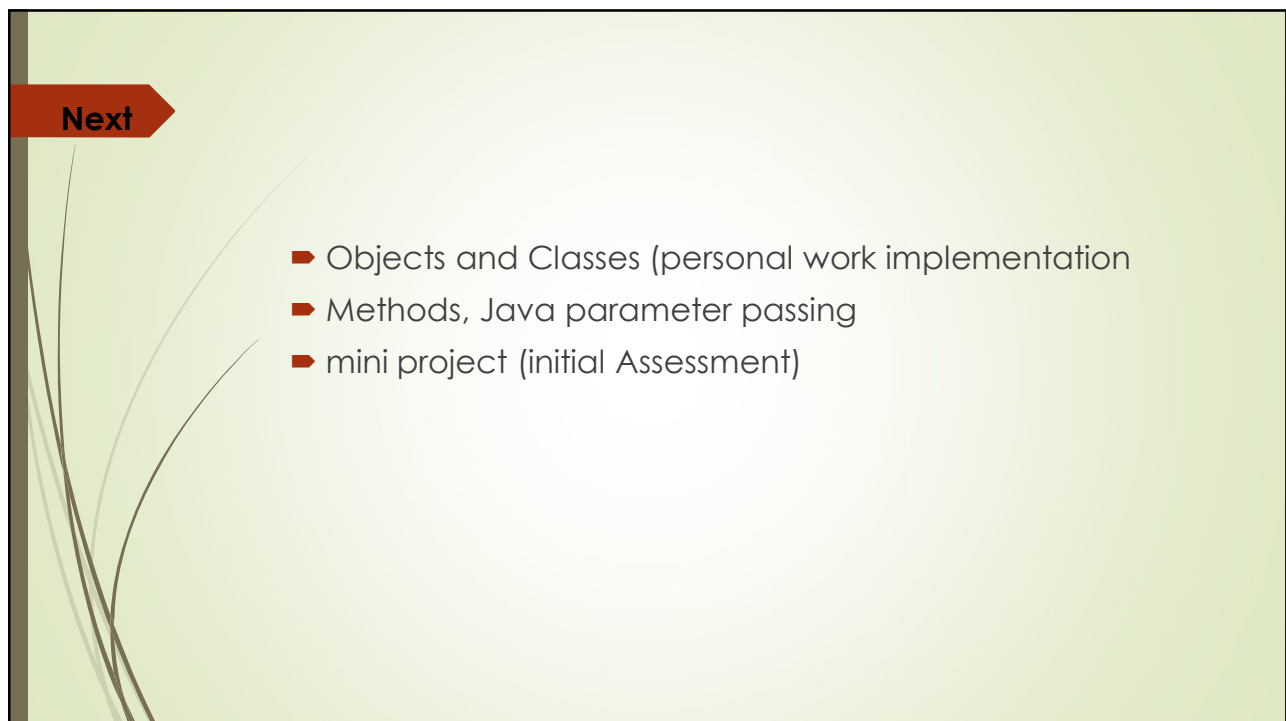 Next
Objects and Classes (personal work implementation
Methods, Java parameter passing
mini project (initial Assessment)